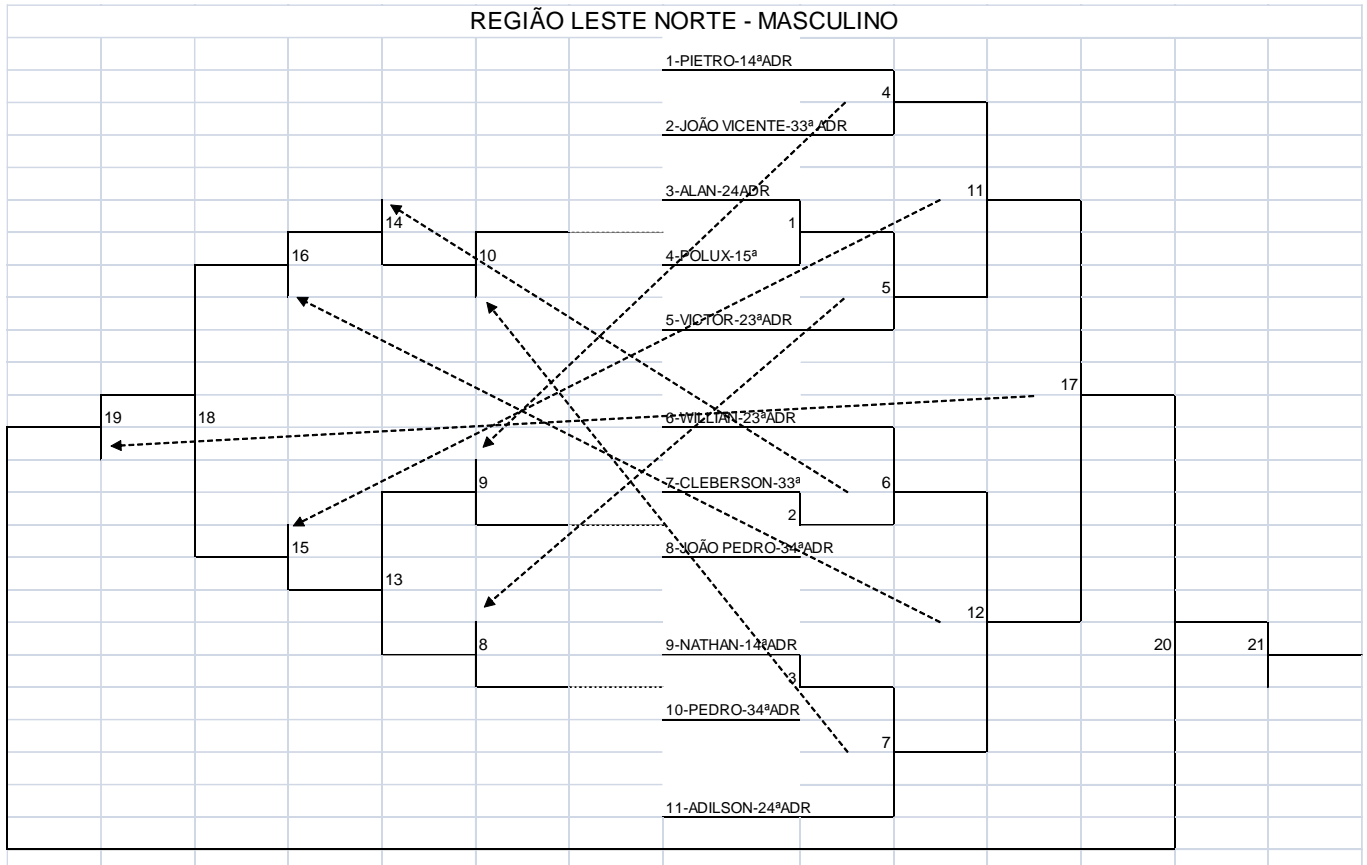 REGIÃO LESTE NORTE - MASCULINO
1-PIETRO-14ªADR
4
2-JOÃO VICENTE-33ª ADR
3-ALAN-24ADR
11
14
1
16
10
4-POLUX-15ª
5
5-VICTOR-23ªADR
17
19
18
6-WILLIAN-23ªADR
9
7-CLEBERSON-33ª
6
2
15
8-JOÃO PEDRO-34ªADR
13
12
8
9-NATHAN-14ªADR
20
21
3
10-PEDRO-34ªADR
7
11-ADILSON-24ªADR